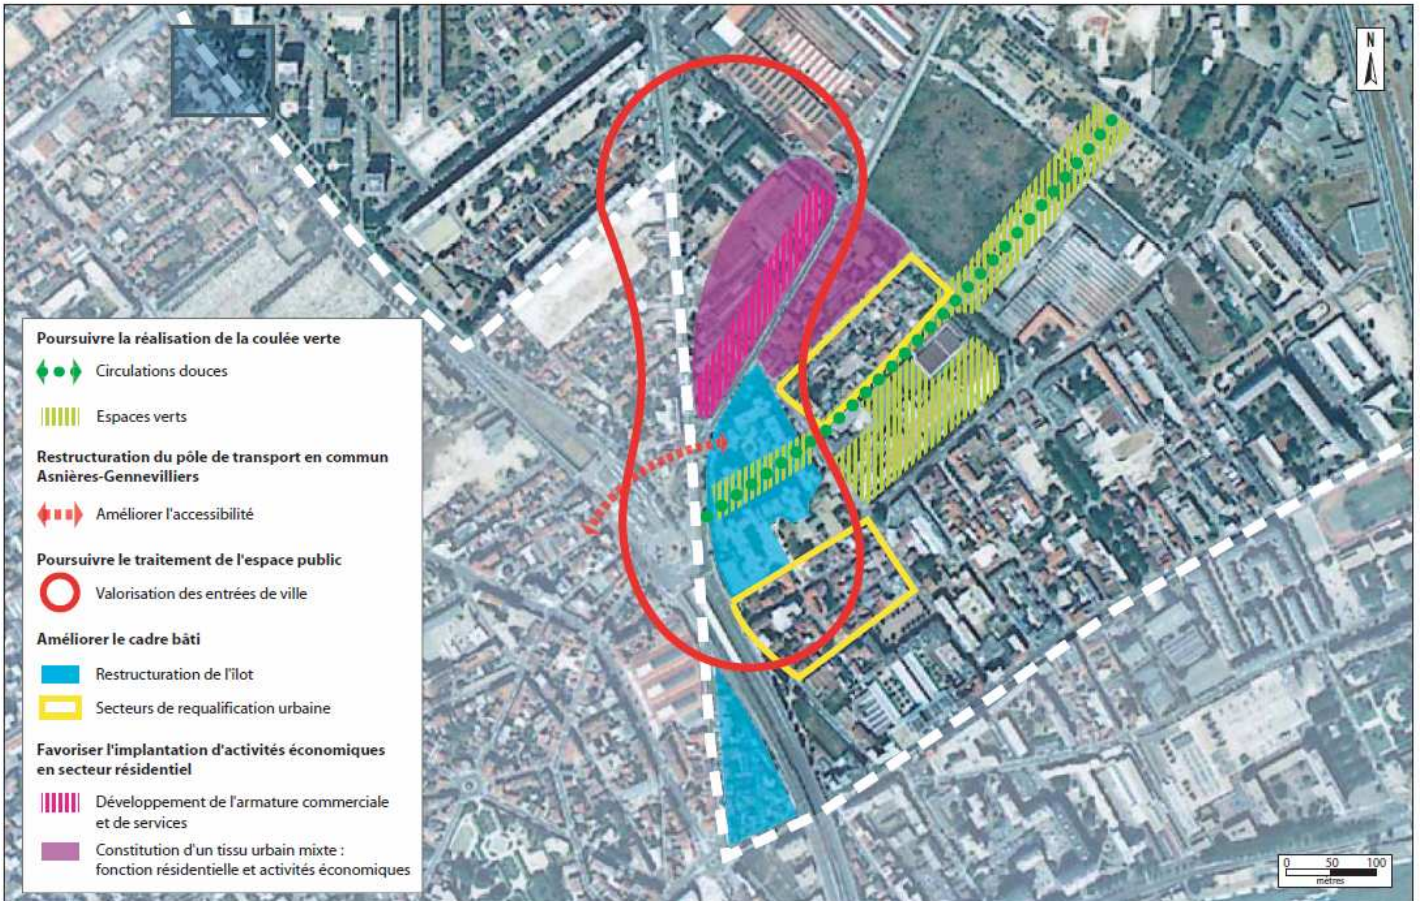 N
Poursuivre la réalisation de la coulée verte
Circulations douces
Espaces verts
Restructuration du pôle de transport en commun
Asnières-Gennevilliers
Améliorer l'accessibilité
Poursuivre le traitement de l'espace public
Valorisation des entrées de ville
Améliorer le cadre bâti
Restructuration de l'îlot
Secteurs de requalification urbaine
Favoriser l'implantation d'activités économiques
en secteur résidentiel
Développement de l'armature commerciale
et de services
Constitution d'un tissu urbain mixte :
fonction résidentielle et activités économiques
0 50 100
mètres